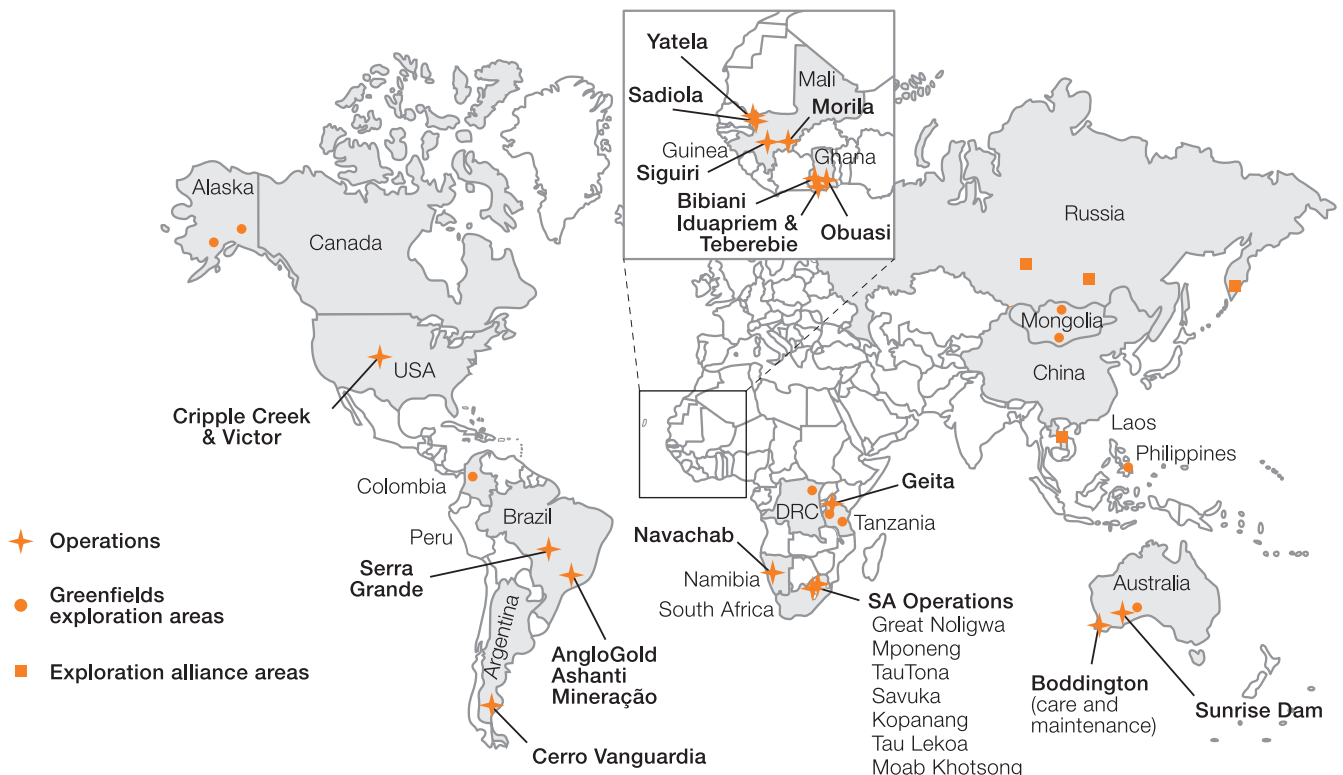 Yatela
Mali
Sadiola
Morila
Guinea
Ghana
Siguiri
Bibiani
Iduapriem &
Teberebie
Obuasi
Alaska
Canada
Russia
Mongolia
USA
China
Cripple Creek
& Victor
Laos
Philippines
Colombia
Geita
Brazil
DRC
Tanzania
Peru
Navachab
Operations
Serra
Grande
Namibia
Australia
Greenfields
exploration areas
South Africa
SA Operations
Great Noligwa
Mponeng
TauTona
Savuka
Kopanang
Tau Lekoa
Moab Khotsong
Argentina
AngloGold
Ashanti
Mineração
Exploration alliance areas
Boddington
(care and
maintenance)
Sunrise Dam
Cerro Vanguardia